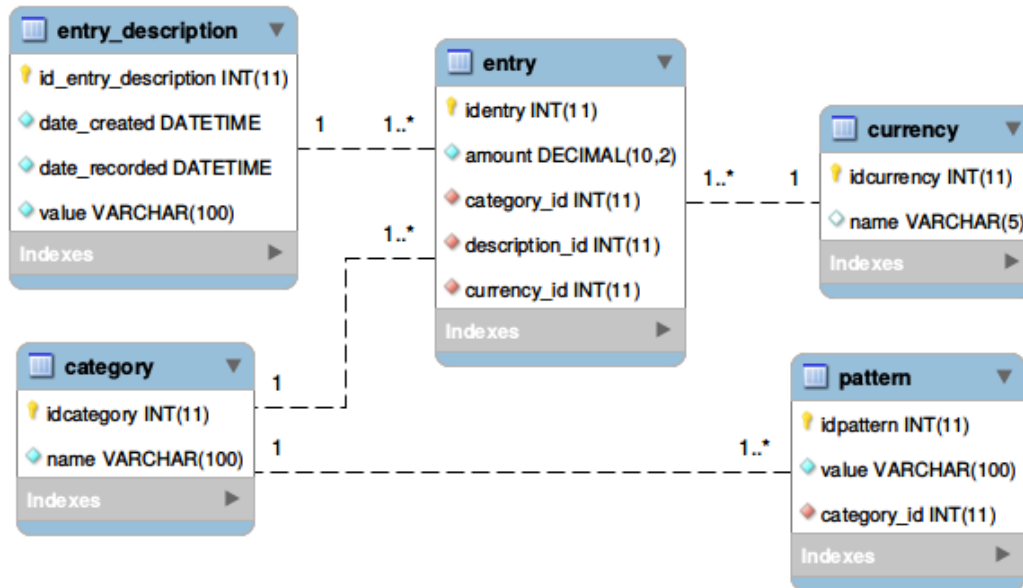 entry_description
id_entry_description INT(11)
date_created DATETIME
date_recorded DATETIME
value VARCHAR(100)
Indexes
1
1..*
entry
identry INT(11)
amount DECIMAL(10,2)
category_id INT(11)
description_id INT(11)
currency_id INT(11)
Indexes
1..*
1
currency
idcurrency INT(11)
name VARCHAR(5)
Indexes
1..*
category
idcategory INT(11)
name VARCHAR(100)
Indexes
1
1
1..*
pattern
idpattern INT(11)
value VARCHAR(100)
category_id INT(11)
Indexes